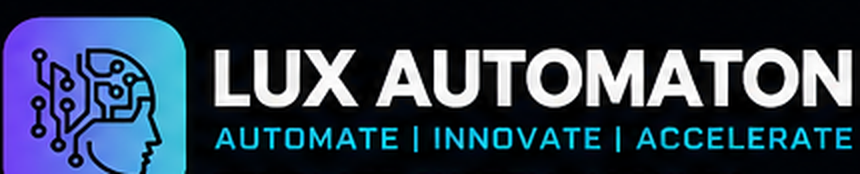 LUX AUTOMATON
AUTOMATE | INNOVATE | ACCELERATE